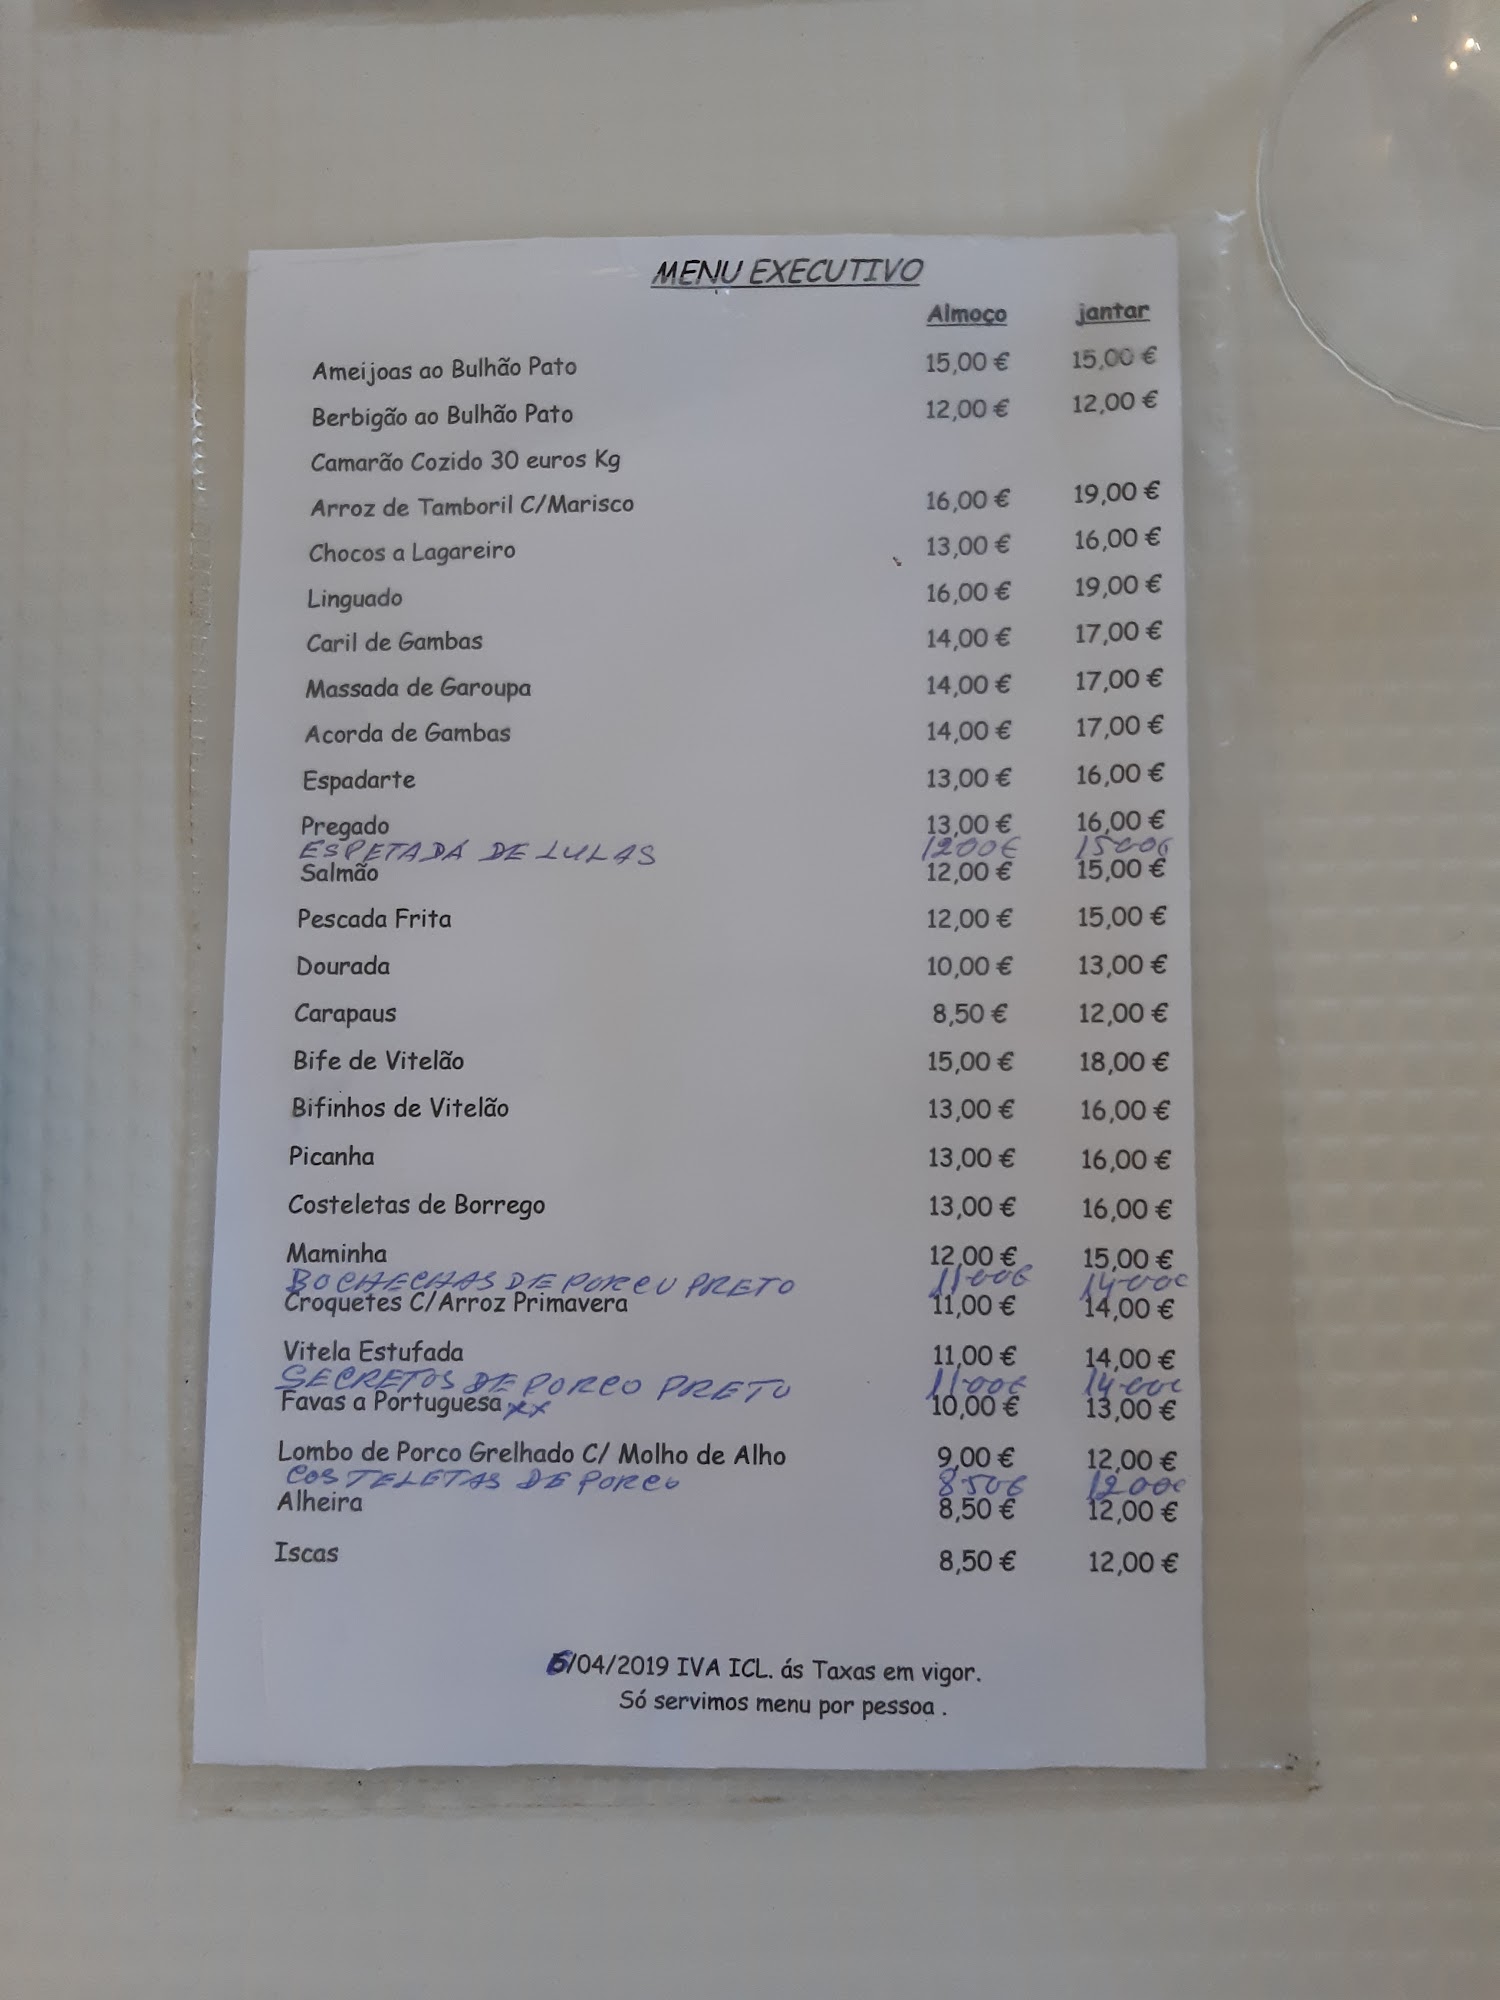 MENU EXECUTIVO
Almoço jantar
Ameijoas ao Bulhão Pato 15,00 € 15,00 €
Berbigão ao Bulhão Pato 12,00 € 12,00 €
Camarão Cozido 30 euros Kg
Arroz de Tamboril C/Marisco 16,00 € 19,00 €
Chocos a Lagareiro 13,00 € 16,00 €
Linguado 16,00 € 19,00 €
Caril de Gambas 14,00 € 17,00 €
Massada de Garoupa 14,00 € 17,00 €
Acorda de Gambas 14,00 € 17,00 €
Espadarte 13,00 € 16,00 €
Pregado 13,00 € 16,00 €
ESPETADA DE LULAS 1200€ 1500€
Salmão 12,00 € 15,00 €
Pescada Frita 12,00 € 15,00 €
Dourada 10,00 € 13,00 €
Carapaus 8,50 € 12,00 €
Bife de Vitelão 15,00 € 18,00 €
Bifinhos de Vitelão 13,00 € 16,00 €
Picanha 13,00 € 16,00 €
Costeletas de Borrego 13,00 € 16,00 €
Maminha 12,00 € 15,00 €
BOCHECHAS DE PORCO PRETO 11.00€ 14.00€
Croquetes C/Arroz Primavera 11,00 € 14,00 €
Vitela Estufada 11,00 € 14,00 €
SECRETOS DE PORCO PRETO 11.00€ 14.00€
Favas a Portuguesa xx 10,00 € 13,00 €
Lombo de Porco Grelhado C/ Molho de Alho 9,00 € 12,00 €
COSTELETAS DE PORCO 8.50€ 1200€
Alheira 8,50 € 12,00 €
Iscas 8,50 € 12,00 €
6/04/2019 IVA ICL. ás Taxas em vigor.
Só servimos menu por pessoa .